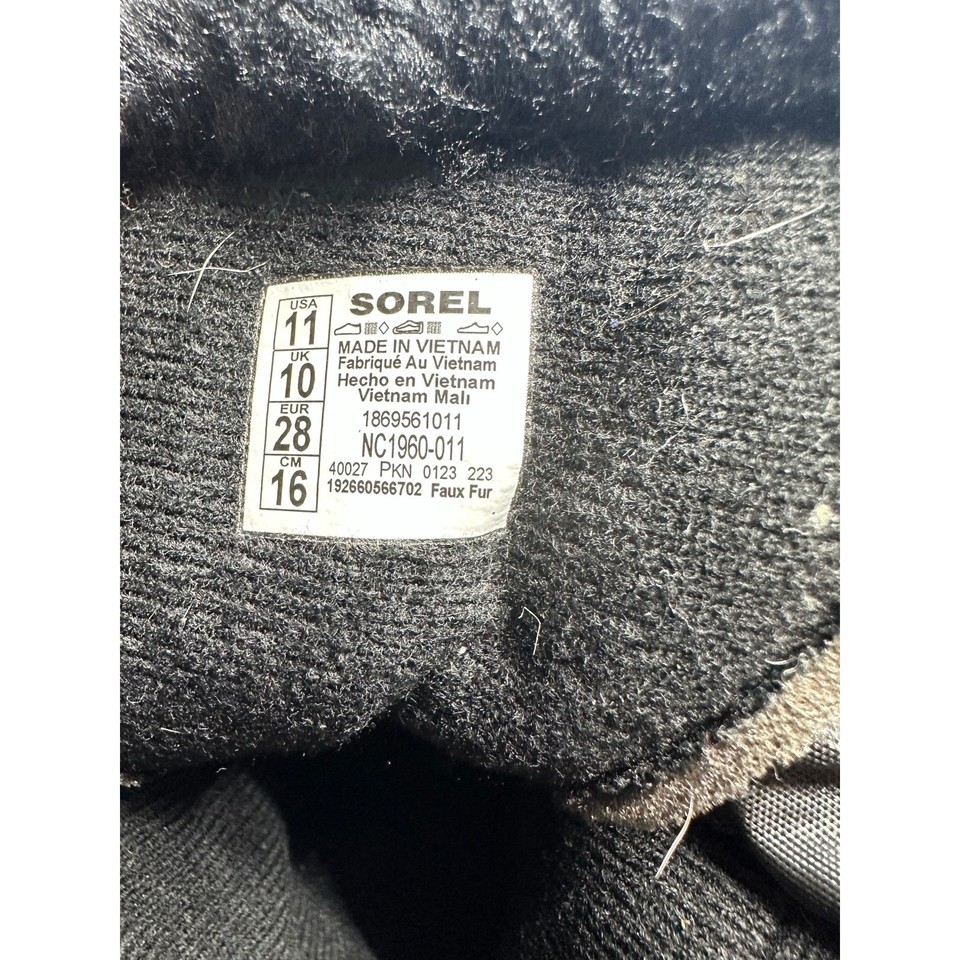 USA
11
UK
10
EUR
28
CM
16
SOREL
MADE IN VIETNAM
Fabriqué Au Vietnam
Hecho en Vietnam
Vietnam Malı
1869561011
NC1960-011
40027 PKN 0123 223
192660566702 Faux Fur